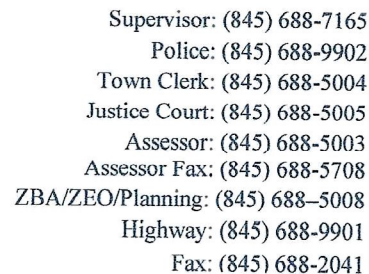 Supervisor: (845) 688-7165
Police: (845) 688-9902
Town Clerk: (845) 688-5004
Justice Court: (845) 688-5005
Assessor: (845) 688-5003
Assessor Fax: (845) 688-5708
ZBA/ZEO/Planning: (845) 688–5008
Highway: (845) 688-9901
Fax: (845) 688-2041